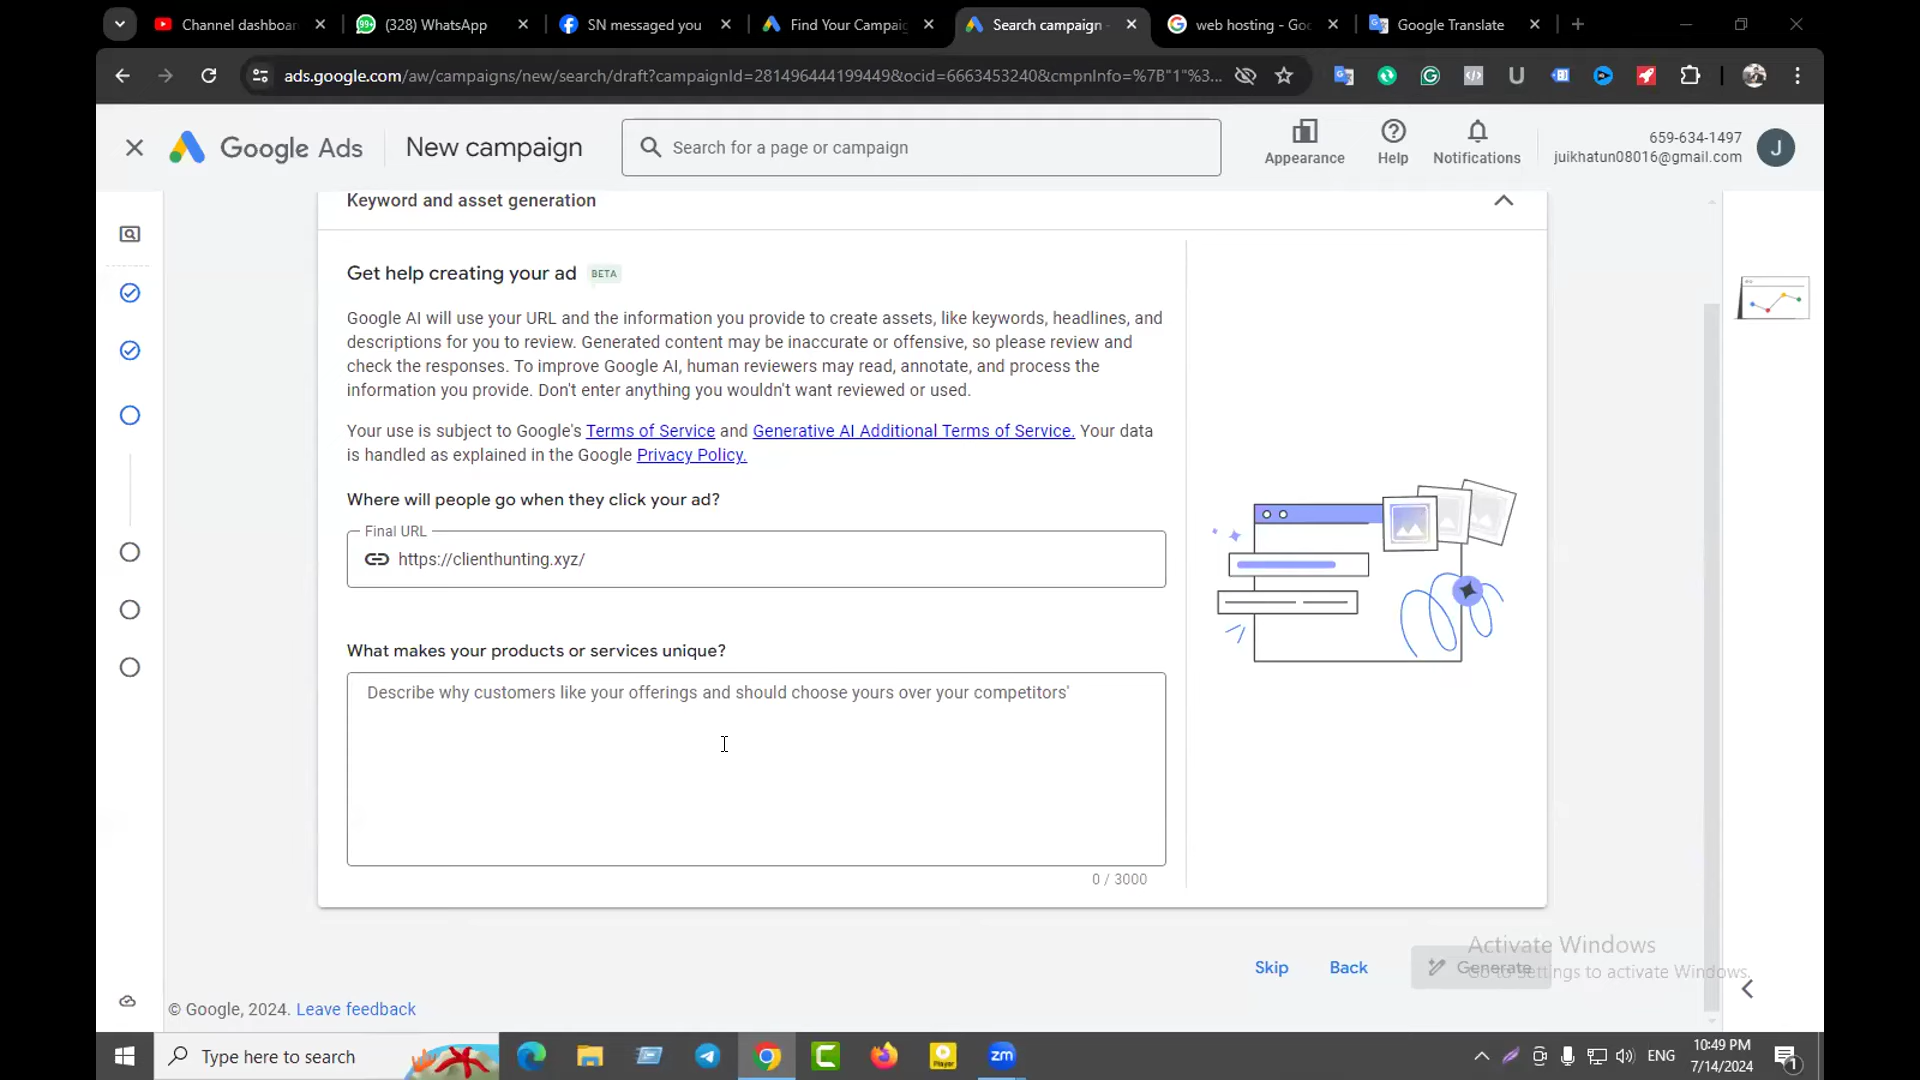 Channel dashboar
(328) WhatsApp
SN messaged you
Find Your Campaig
Search campaign -
web hosting - Goo
Google Translate
ads.google.com/aw/campaigns/new/search/draft?campaignId=281496444199449&ocid=6663453240&cmpnInfo=%7B"1"%3...
Google Ads
New campaign
Search for a page or campaign
Appearance
Help
Notifications
659-634-1497
juikhatun08016@gmail.com
J
Keyword and asset generation
Get help creating your ad BETA
Google AI will use your URL and the information you provide to create assets, like keywords, headlines, and
descriptions for you to review. Generated content may be inaccurate or offensive, so please review and
check the responses. To improve Google AI, human reviewers may read, annotate, and process the
information you provide. Don't enter anything you wouldn't want reviewed or used.
Your use is subject to Google's Terms of Service and Generative AI Additional Terms of Service. Your data
is handled as explained in the Google Privacy Policy.
Where will people go when they click your ad?
Final URL
https://clienthunting.xyz/
What makes your products or services unique?
Describe why customers like your offerings and should choose yours over your competitors'
0 / 3000
Skip
Back
Generate
Activate Windows
Go to Settings to activate Windows.
© Google, 2024. Leave feedback
Type here to search
zm
ENG
10:49 PM
7/14/2024
1